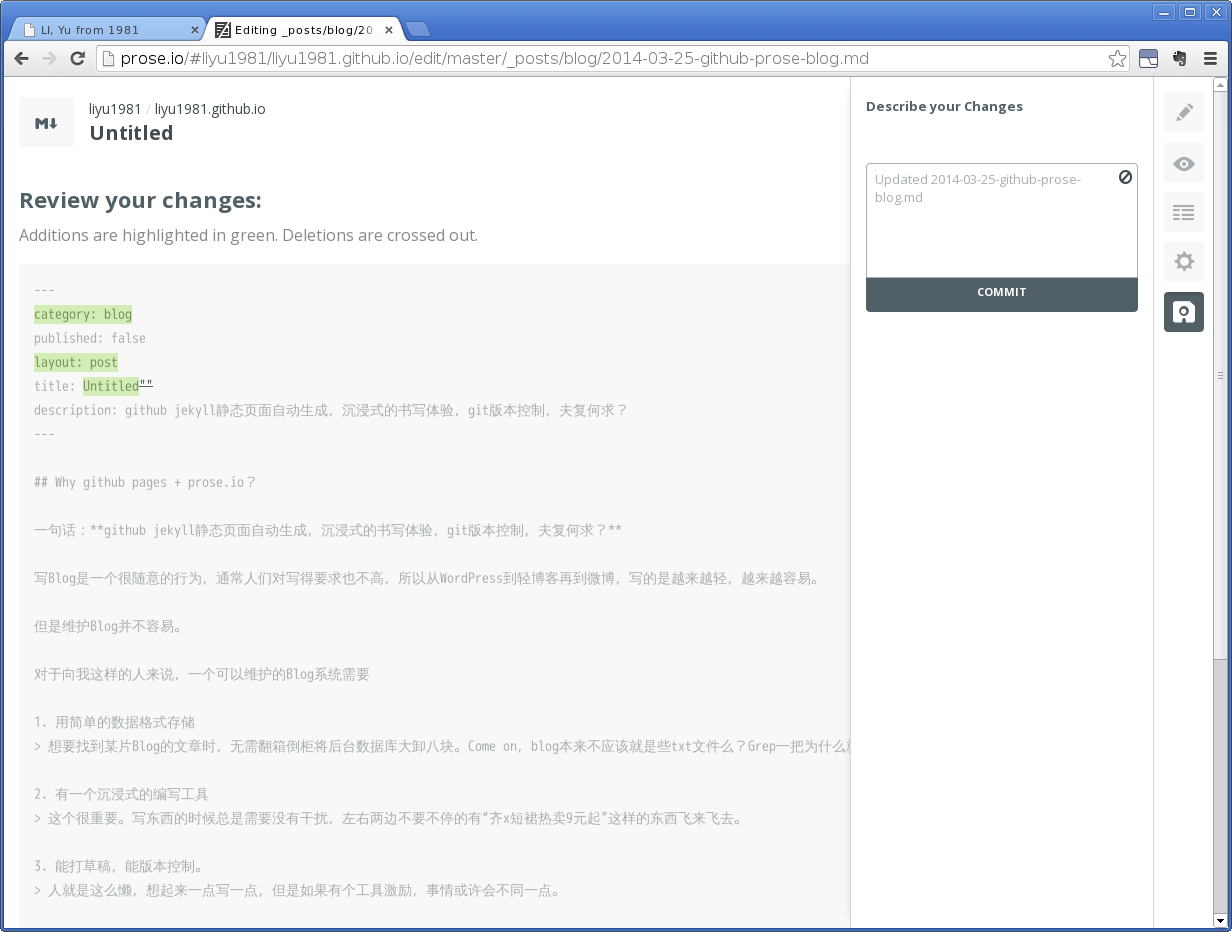 LI, Yu from 1981
Editing _posts/blog/20
prose.io/#liyu1981/liyu1981.github.io/edit/master/_posts/blog/2014-03-25-github-prose-blog.md
M
liyu1981 / liyu1981.github.io
Untitled
Review your changes:
Additions are highlighted in green. Deletions are crossed out.
---
category: blog
published: false
layout: post
title: Untitled""
description: github jekyll静态页面自动生成, 沉浸式的书写体验, git版本控制, 夫复何求？
---
## Why github pages + prose.io？
一句话：**github jekyll静态页面自动生成, 沉浸式的书写体验, git版本控制, 夫复何求？**
写Blog是一个很随意的行为, 通常人们对写得要求也不高, 所以从WordPress到轻博客再到微博, 写的是越来越轻, 越来越容易。
但是维护Blog并不容易。
对于向我这样的人来说, 一个可以维护的Blog系统需要
1. 用简单的数据格式存储
> 想要找到某片Blog的文章时, 无需翻箱倒柜将后台数据库大卸八块。Come on, blog本来不应该就是些txt文件么？Grep一把为什么
2. 有一个沉浸式的编写工具
> 这个很重要。写东西的时候总是需要没有干扰, 左右两边不要不停的有“齐x短裙热卖9元起”这样的东西飞来飞去。
3. 能打草稿, 能版本控制。
> 人就是这么懒, 想起来一点写一点, 但是如果有个工具激励, 事情或许会不同一点。
Describe your Changes
Updated 2014-03-25-github-prose-
blog.md
COMMIT